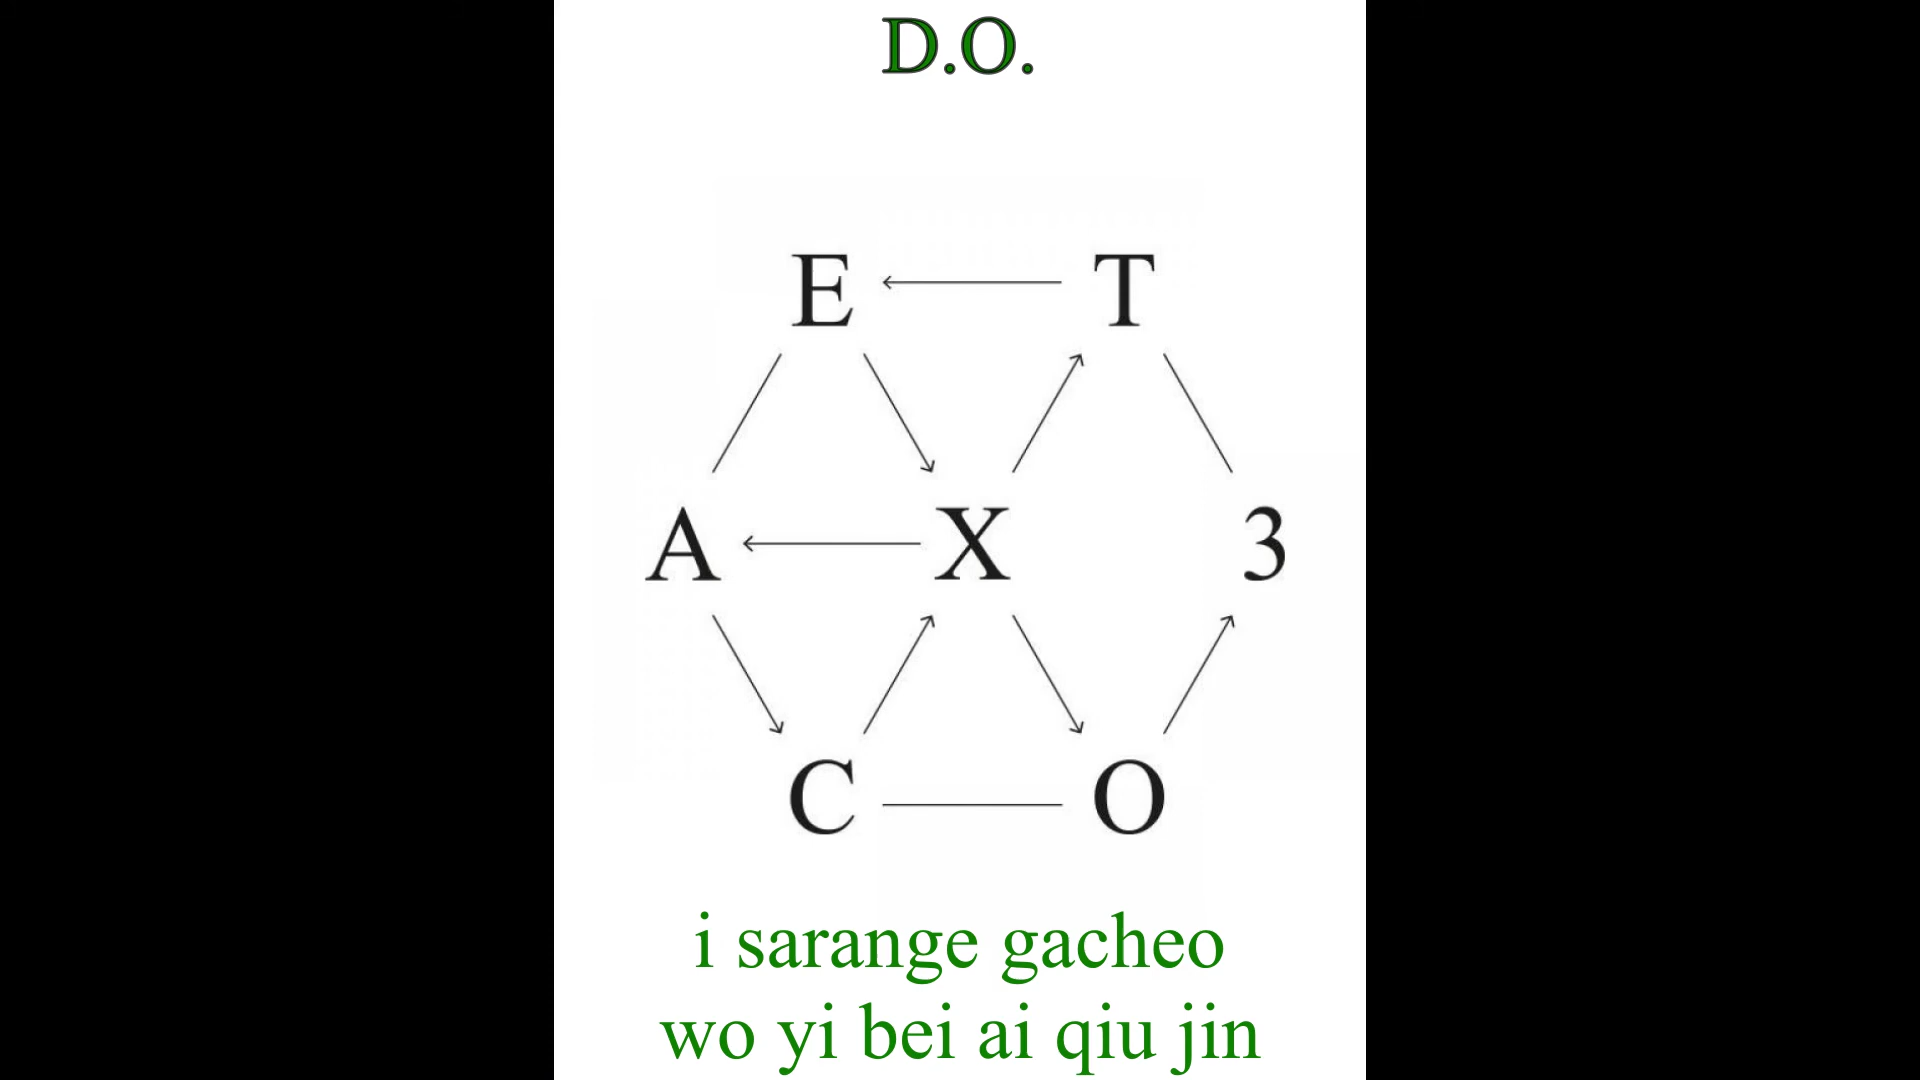 D.O.
E T
A X 3
C O
i sarange gacheo
wo yi bei ai qiu jin